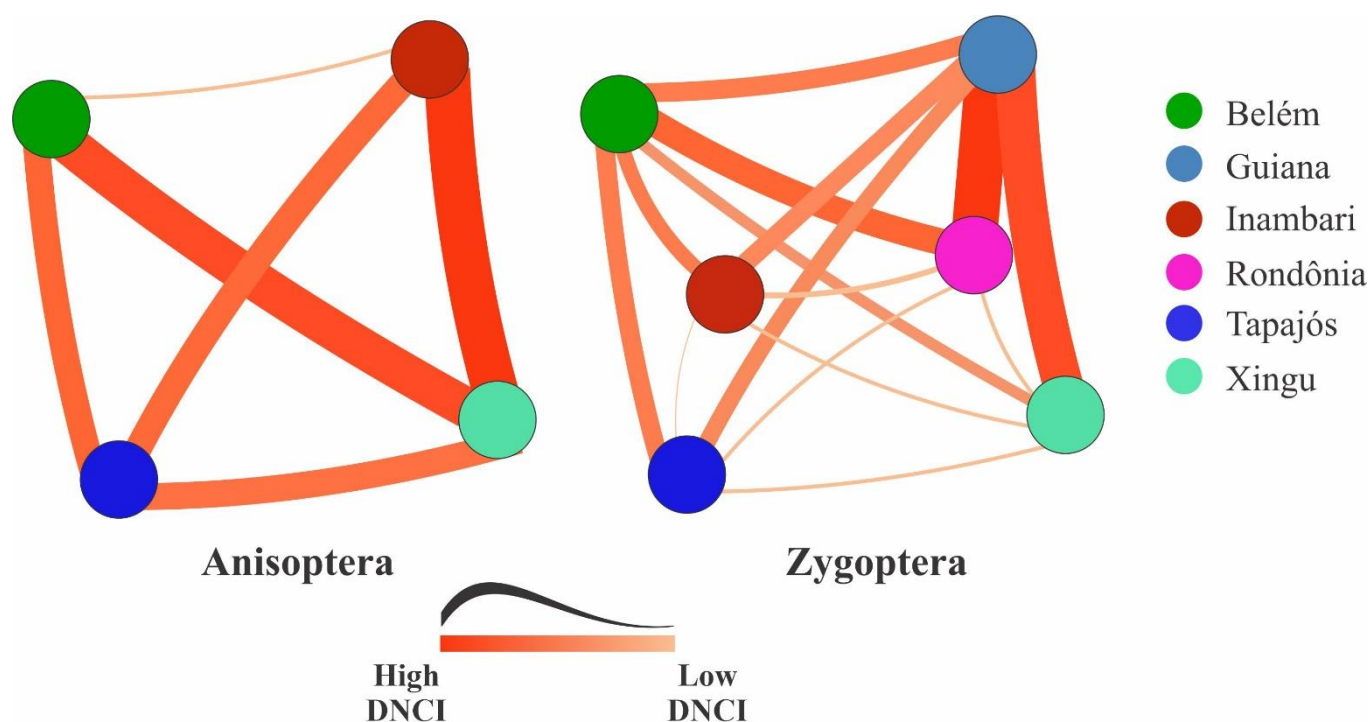 Belém
Guiana
Inambari
Rondônia
Tapajós
Xingu
Anisoptera
Zygoptera
High
DNCI
Low
DNCI